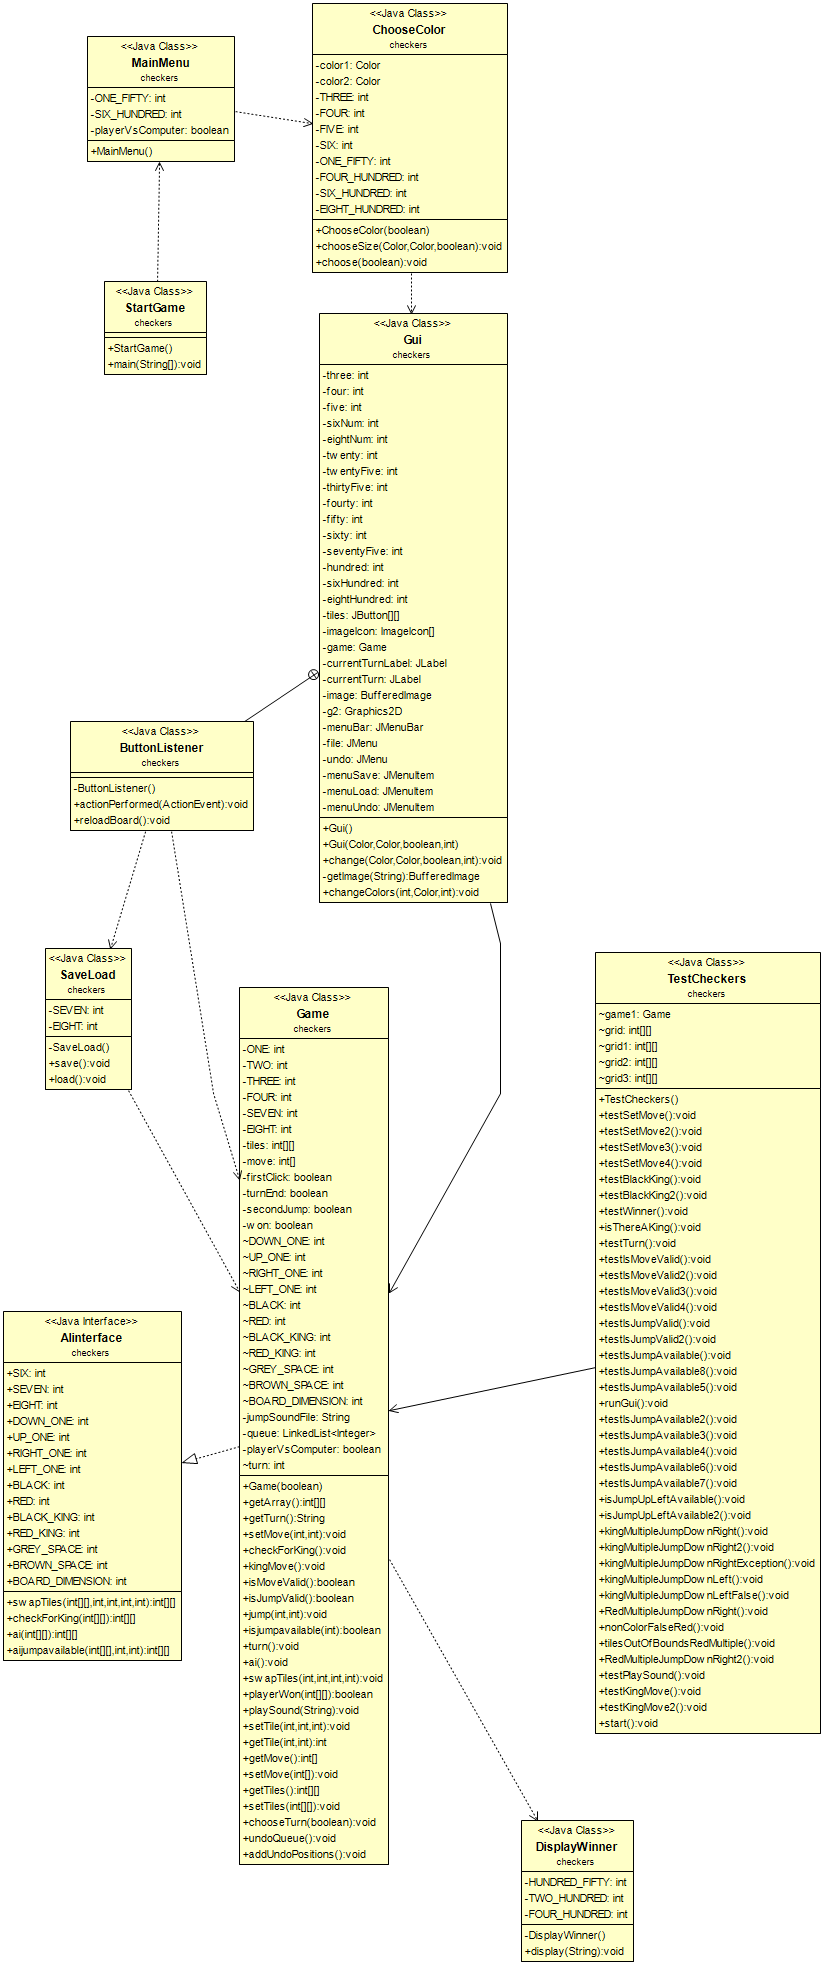 <<Java Class>>
MainMenu
checkers
-ONE_FIFTY: int
-SIX_HUNDRED: int
-playerVsComputer: boolean
+MainMenu()
<<Java Class>>
ChooseColor
checkers
-color1: Color
-color2: Color
-THREE: int
-FOUR: int
-FIVE: int
-SIX: int
-ONE_FIFTY: int
-FOUR_HUNDRED: int
-SIX_HUNDRED: int
-EIGHT_HUNDRED: int
+ChooseColor(boolean)
+chooseSize(Color,Color,boolean):void
+choose(boolean):void
<<Java Class>>
StartGame
checkers
+StartGame()
+main(String[]):void
<<Java Class>>
Gui
checkers
-three: int
-four: int
-five: int
-sixNum: int
-eightNum: int
-twenty: int
-twentyFive: int
-thirtyFive: int
-fourty: int
-fifty: int
-sixty: int
-seventyFive: int
-hundred: int
-sixHundred: int
-eightHundred: int
-tiles: JButton[][]
-imageIcon: ImageIcon[]
-game: Game
-currentTurnLabel: JLabel
-currentTurn: JLabel
-image: BufferedImage
-g2: Graphics2D
-menuBar: JMenuBar
-file: JMenu
-undo: JMenu
-menuSave: JMenuItem
-menuLoad: JMenuItem
-menuUndo: JMenuItem
+Gui()
+Gui(Color,Color,boolean,int)
+change(Color,Color,boolean,int):void
-getImage(String):BufferedImage
+changeColors(int,Color,int):void
<<Java Class>>
ButtonListener
checkers
-ButtonListener()
+actionPerformed(ActionEvent):void
+reloadBoard():void
<<Java Class>>
SaveLoad
checkers
-SEVEN: int
-EIGHT: int
-SaveLoad()
+save():void
+load():void
<<Java Class>>
Game
checkers
-ONE: int
-TWO: int
-THREE: int
-FOUR: int
-SEVEN: int
-EIGHT: int
-tiles: int[][]
-move: int[]
-firstClick: boolean
-turnEnd: boolean
-secondJump: boolean
-won: boolean
~DOWN_ONE: int
~UP_ONE: int
~RIGHT_ONE: int
~LEFT_ONE: int
~BLACK: int
~RED: int
~BLACK_KING: int
~RED_KING: int
~GREY_SPACE: int
~BROWN_SPACE: int
~BOARD_DIMENSION: int
-jumpSoundFile: String
-queue: LinkedList<Integer>
-playerVsComputer: boolean
~turn: int
+Game(boolean)
+getArray():int[][]
+getTurn():String
+setMove(int,int):void
+checkForKing():void
+kingMove():void
+isMoveValid():boolean
+isJumpValid():boolean
+jump(int,int):void
+isjumpavailable(int):boolean
+turn():void
+ai():void
+swapTiles(int,int,int,int):void
+playerWon(int[][]):boolean
+playSound(String):void
+setTile(int,int,int):void
+getTile(int,int):int
+getMove():int[]
+setMove(int[]):void
+getTiles():int[][]
+setTiles(int[][]):void
+chooseTurn(boolean):void
+undoQueue():void
+addUndoPositions():void
<<Java Class>>
TestCheckers
checkers
~game1: Game
~grid: int[][]
~grid1: int[][]
~grid2: int[][]
~grid3: int[][]
+TestCheckers()
+testSetMove():void
+testSetMove2():void
+testSetMove3():void
+testSetMove4():void
+testBlackKing():void
+testBlackKing2():void
+testWinner():void
+isThereAKing():void
+testTurn():void
+testIsMoveValid():void
+testIsMoveValid2():void
+testIsMoveValid3():void
+testIsMoveValid4():void
+testIsJumpValid():void
+testIsJumpValid2():void
+testIsJumpAvailable():void
+testIsJumpAvailable8():void
+testIsJumpAvailable5():void
+runGui():void
+testIsJumpAvailable2():void
+testIsJumpAvailable3():void
+testIsJumpAvailable4():void
+testIsJumpAvailable6():void
+testIsJumpAvailable7():void
+isJumpUpLeftAvailable():void
+isJumpUpLeftAvailable2():void
+kingMultipleJumpDownRight():void
+kingMultipleJumpDownRight2():void
+kingMultipleJumpDownRightException():void
+kingMultipleJumpDownLeft():void
+kingMultipleJumpDownLeftFalse():void
+RedMultipleJumpDownRight():void
+nonColorFalseRed():void
+tilesOutOfBoundsRedMultiple():void
+RedMultipleJumpDownRight2():void
+testPlaySound():void
+testKingMove():void
+testKingMove2():void
+start():void
<<Java Interface>>
AIinterface
checkers
+SIX: int
+SEVEN: int
+EIGHT: int
+DOWN_ONE: int
+UP_ONE: int
+RIGHT_ONE: int
+LEFT_ONE: int
+BLACK: int
+RED: int
+BLACK_KING: int
+RED_KING: int
+GREY_SPACE: int
+BROWN_SPACE: int
+BOARD_DIMENSION: int
+swapTiles(int[][],int,int,int,int):int[][]
+checkForKing(int[][]):int[][]
+ai(int[][]):int[][]
+aijumpavailable(int[][],int,int):int[][]
<<Java Class>>
DisplayWinner
checkers
-HUNDRED_FIFTY: int
-TWO_HUNDRED: int
-FOUR_HUNDRED: int
-DisplayWinner()
+display(String):void